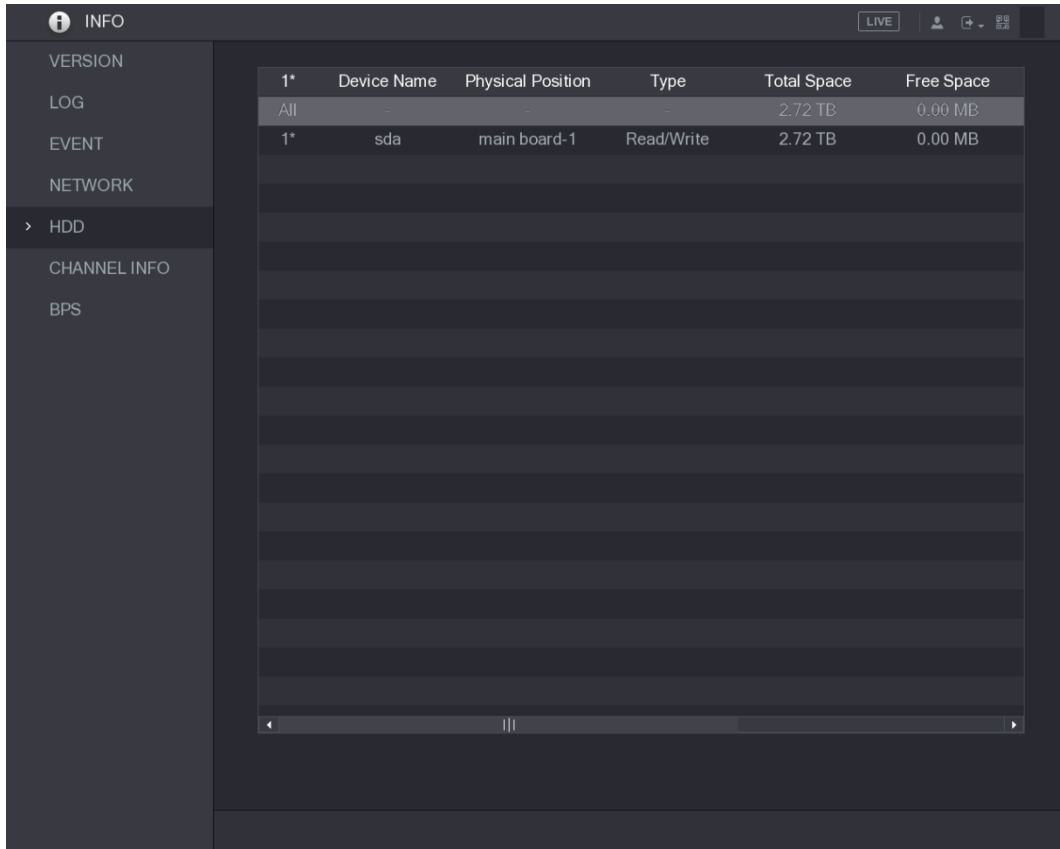 INFO
LIVE
VERSION
LOG
EVENT
NETWORK
HDD
CHANNEL INFO
BPS
1* Device Name Physical Position Type Total Space Free Space
All - - - 2.72 TB 0.00 MB
1* sda main board-1 Read/Write 2.72 TB 0.00 MB